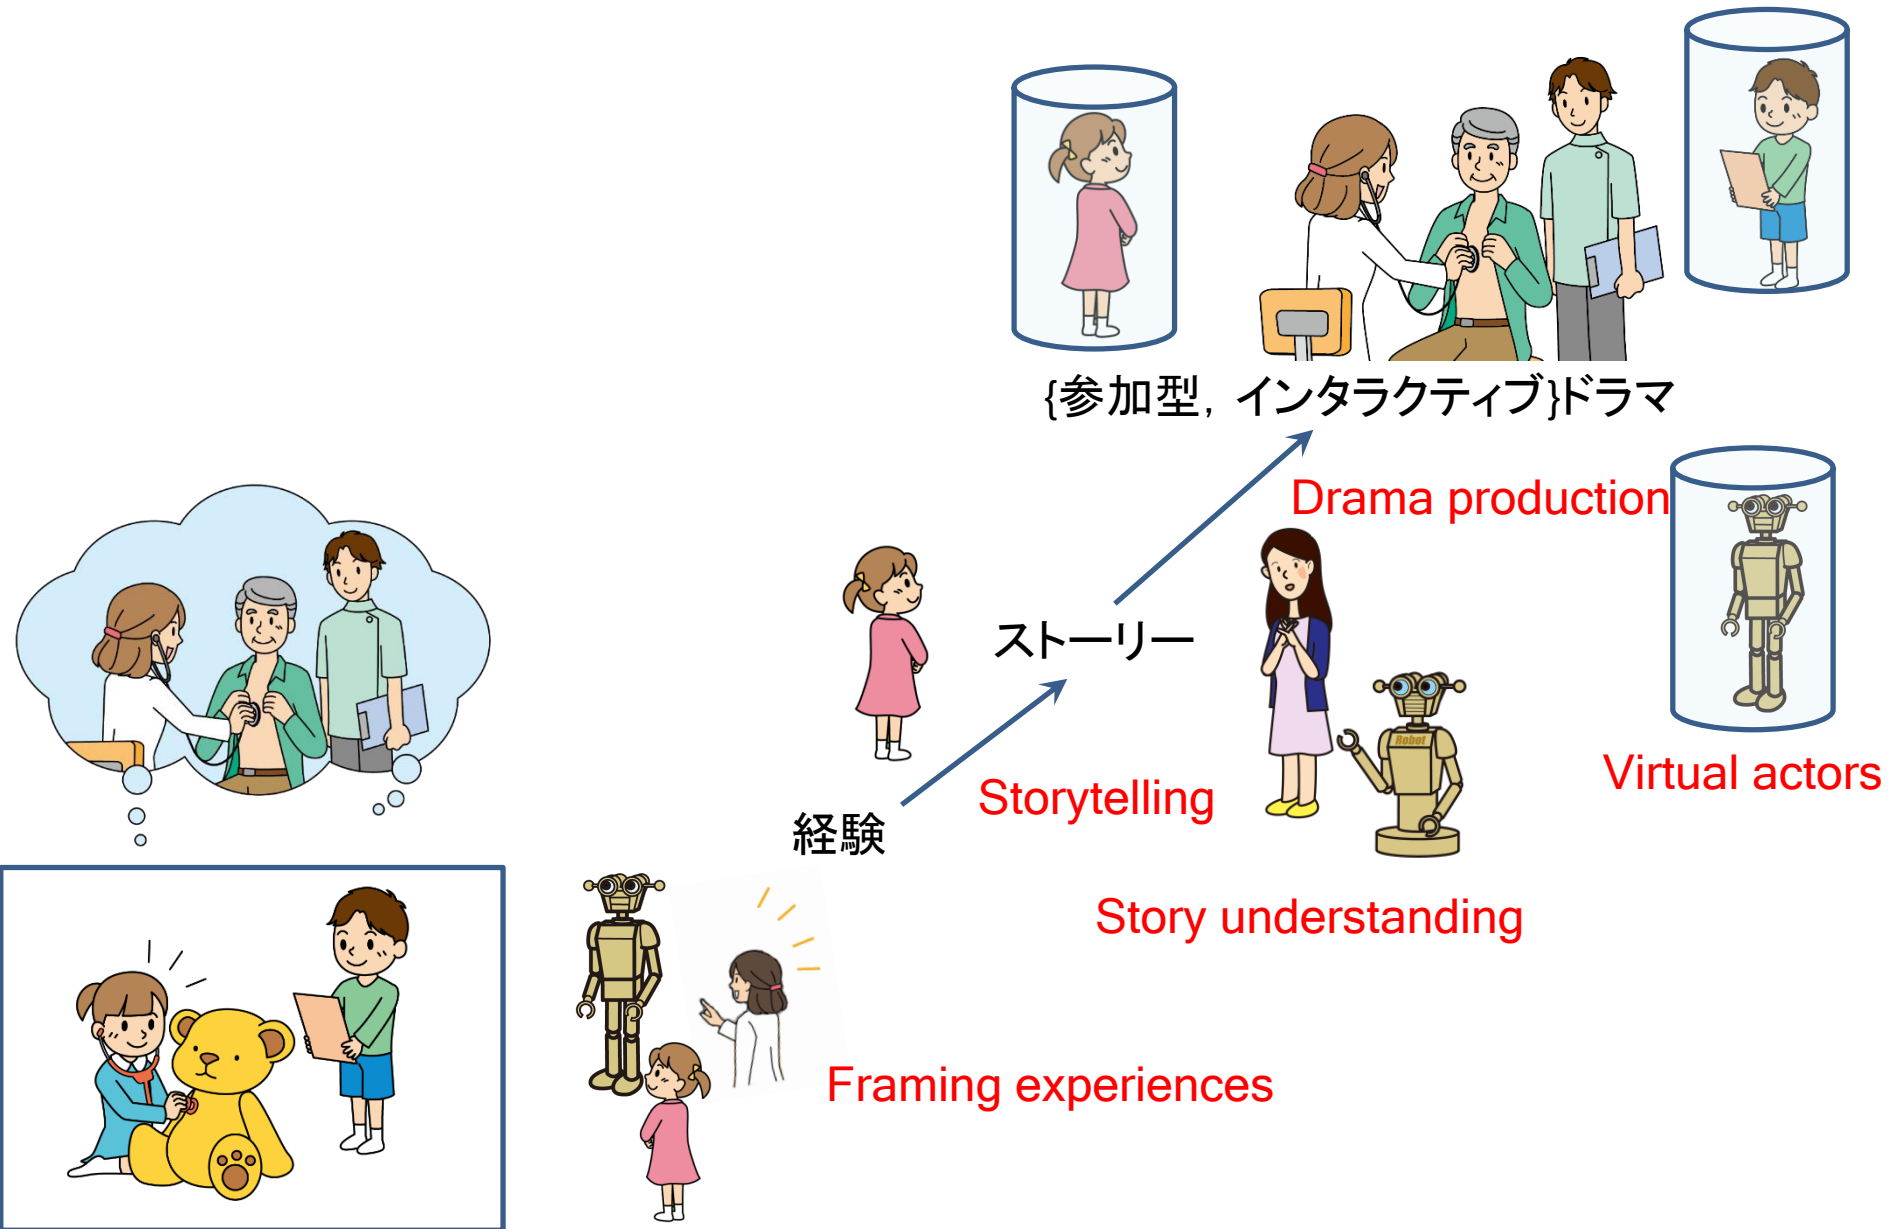 {参加型, インタラクティブ}ドラマ
Drama production
ストーリー
Robot
Virtual actors
Storytelling
経験
Story understanding
Framing experiences